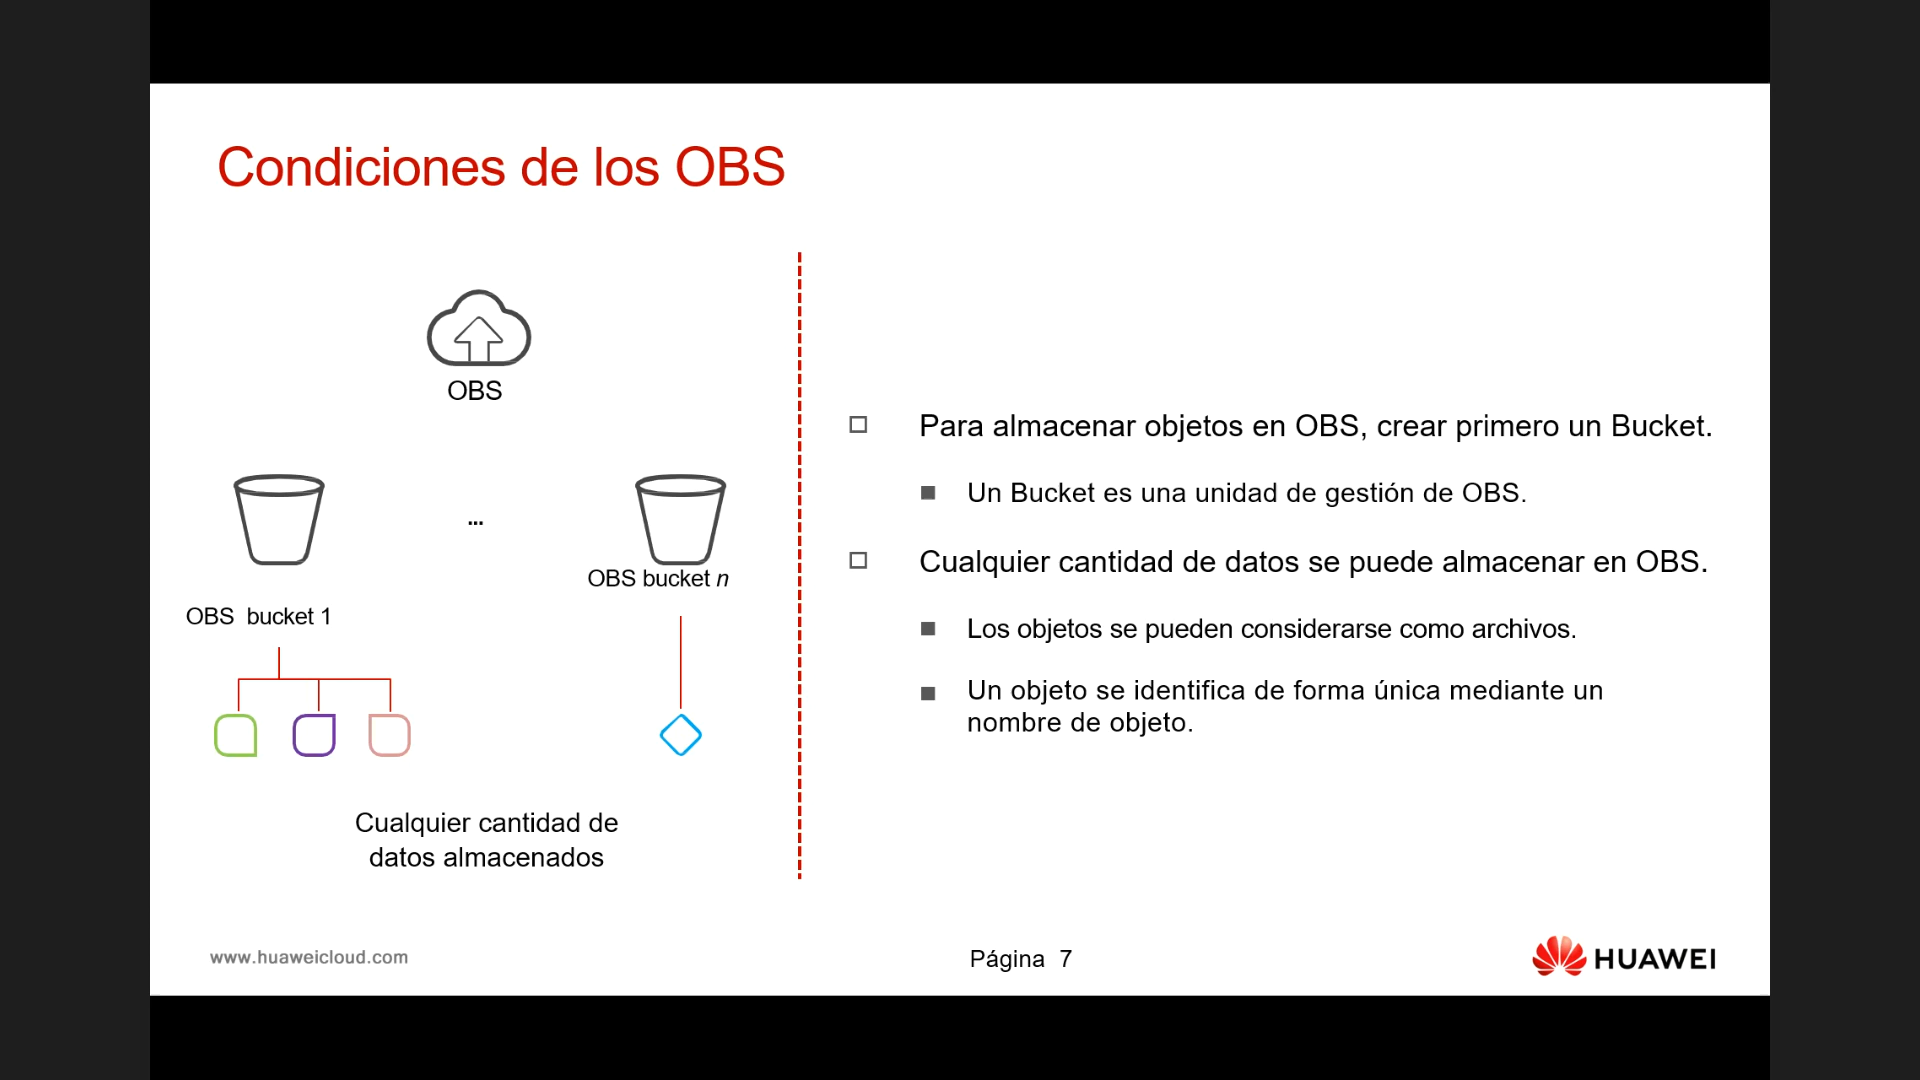 Condiciones de los OBS
OBS
...
OBS bucket n
OBS bucket 1
Cualquier cantidad de
datos almacenados
Para almacenar objetos en OBS, crear primero un Bucket.
Un Bucket es una unidad de gestión de OBS.
Cualquier cantidad de datos se puede almacenar en OBS.
Los objetos se pueden considerarse como archivos.
Un objeto se identifica de forma única mediante un
nombre de objeto.
www.huaweicloud.com
Página 7
HUAWEI